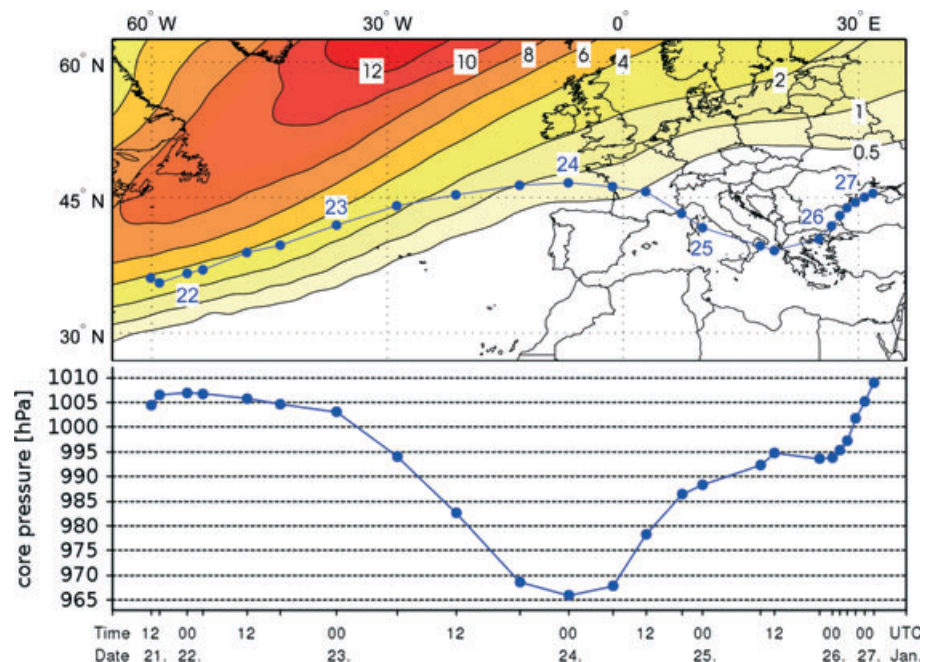 60° W 30° W 0° 30° E
60° N
45° N
30° N
12 10 8 6 4 2 1 0.5
22 23 24 25 26 27
1010
1005
1000
995
990
985
980
975
970
965
core pressure [hPa]
Time 12 00 12 00 12 00 12 00 12 00 00 UTC
Date 21. 22. 23. 24. 25. 26. 27. Jan.